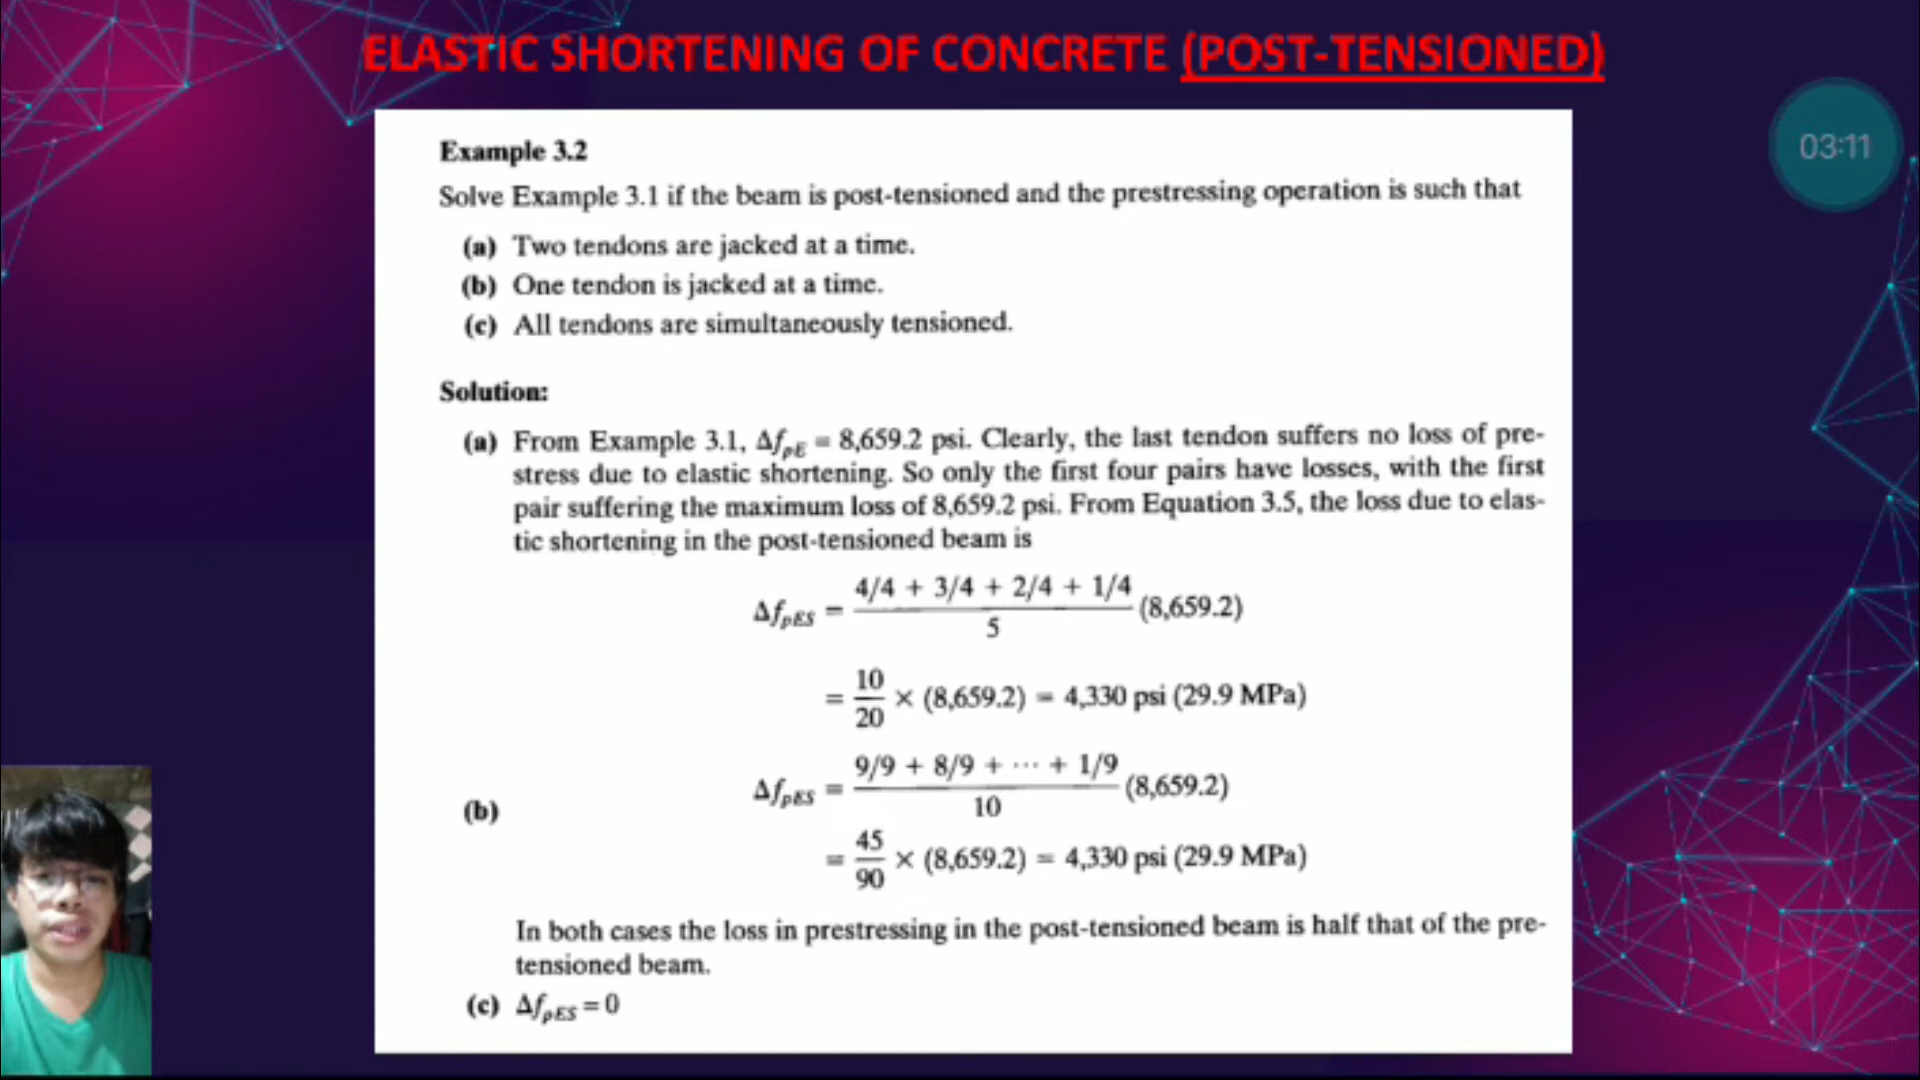 ELASTIC SHORTENING OF CONCRETE (POST-TENSIONED)
03:11
Example 3.2
Solve Example 3.1 if the beam is post-tensioned and the prestressing operation is such that
(a) Two tendons are jacked at a time.
(b) One tendon is jacked at a time.
(c) All tendons are simultaneously tensioned.
Solution:
(a) From Example 3.1, Δf_pE = 8,659.2 psi. Clearly, the last tendon suffers no loss of pre-
stress due to elastic shortening. So only the first four pairs have losses, with the first
pair suffering the maximum loss of 8,659.2 psi. From Equation 3.5, the loss due to elas-
tic shortening in the post-tensioned beam is
Δf_pES = (4/4 + 3/4 + 2/4 + 1/4)/5 (8,659.2)
= 10/20 × (8,659.2) = 4,330 psi (29.9 MPa)
(b) Δf_pES = (9/9 + 8/9 + ··· + 1/9)/10 (8,659.2)
= 45/90 × (8,659.2) = 4,330 psi (29.9 MPa)
In both cases the loss in prestressing in the post-tensioned beam is half that of the pre-
tensioned beam.
(c) Δf_pES = 0